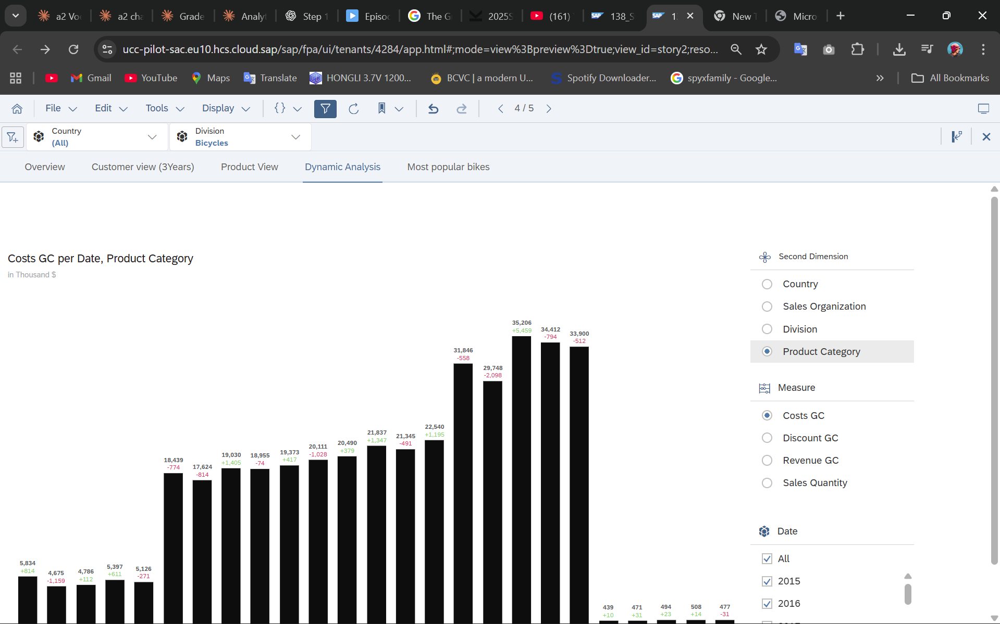 a2 Vo
a2 cha
Grade
Analyt
Step 1
Episo
The G
2025S
(161)
138_S
1
New T
Micro
ucc-pilot-sac.eu10.hcs.cloud.sap/sap/fpa/ui/tenants/4284/app.html#;mode=view%3Bpreview%3Dtrue;view_id=story2;reso...
Gmail
YouTube
Maps
Translate
HONGLI 3.7V 1200...
BCVC | a modern U...
Spotify Downloader...
spyxfamily - Google...
All Bookmarks
File
Edit
Tools
Display
4 / 5
Country
(All)
Division
Bicycles
Overview
Customer view (3Years)
Product View
Dynamic Analysis
Most popular bikes
Costs GC per Date, Product Category
in Thousand $
5,834
+814
4,675
-1,159
4,786
+112
5,397
+611
5,126
-271
18,439
-774
17,624
-814
19,030
+1,405
18,955
-74
19,373
+417
20,111
-1,028
20,490
+379
21,837
+1,347
21,345
-491
22,540
+1,195
31,846
-558
29,748
-2,098
35,206
+5,459
34,412
-794
33,900
-512
439
+10
471
+31
494
+23
508
+14
477
-31
Second Dimension
Country
Sales Organization
Division
Product Category
Measure
Costs GC
Discount GC
Revenue GC
Sales Quantity
Date
All
2015
2016